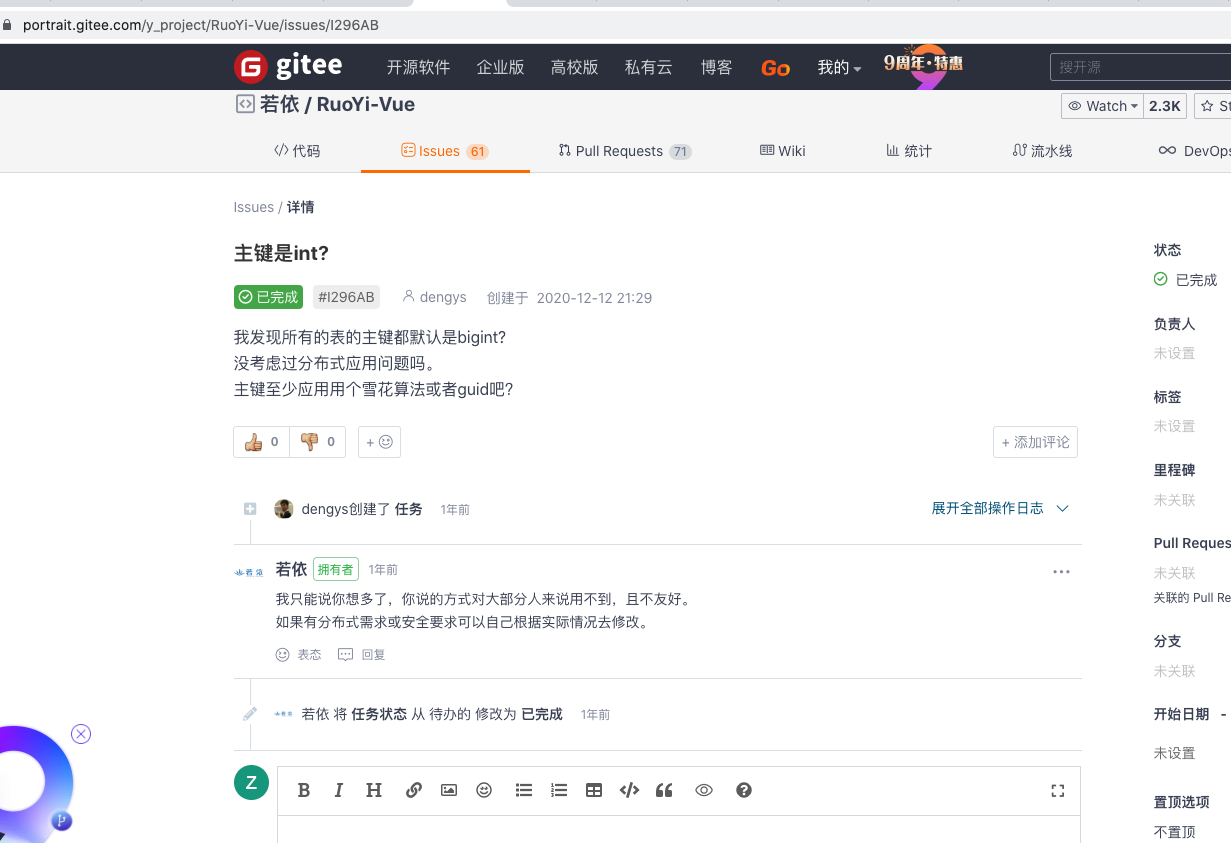 portrait.gitee.com/y_project/RuoYi-Vue/issues/I296AB
gitee 开源软件 企业版 高校版 私有云 博客 Go 我的 9周年·特惠 搜开源
若依 / RuoYi-Vue Watch 2.3K St
代码 Issues 61 Pull Requests 71 Wiki 统计 流水线 DevOps
Issues / 详情
主键是int?
已完成 #I296AB dengys 创建于 2020-12-12 21:29
我发现所有的表的主键都默认是bigint?
没考虑过分布式应用问题吗。
主键至少应用用个雪花算法或者guid吧?
0 0 + + 添加评论
dengys创建了 任务 1年前 展开全部操作日志
若依 拥有者 1年前
我只能说你想多了，你说的方式对大部分人来说用不到，且不友好。
如果有分布式需求或安全要求可以自己根据实际情况去修改。
表态 回复
若依 将 任务状态 从 待办的 修改为 已完成 1年前
Z B I H
状态
已完成
负责人
未设置
标签
未设置
里程碑
未关联
Pull Reques
未关联
关联的 Pull Re
分支
未关联
开始日期 -
未设置
置顶选项
不置顶